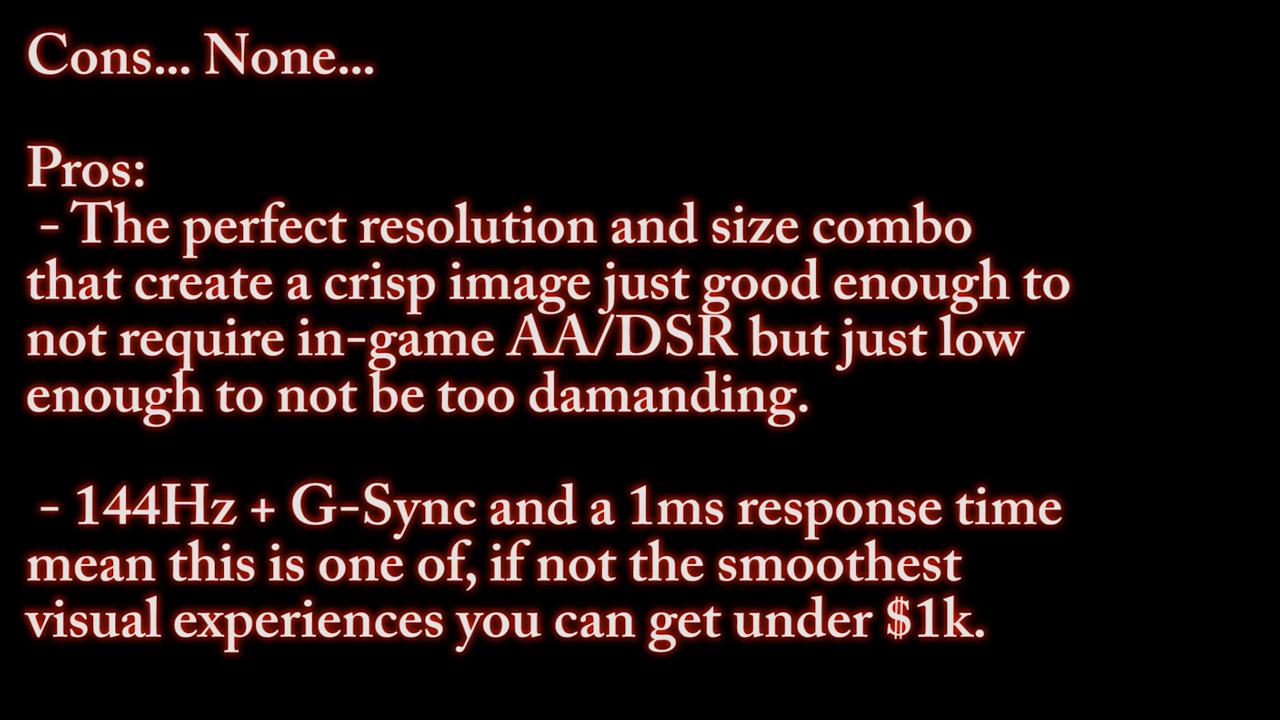 Cons... None...
Pros:
- The perfect resolution and size combo
that create a crisp image just good enough to
not require in-game AA/DSR but just low
enough to not be too damanding.
- 144Hz + G-Sync and a 1ms response time
mean this is one of, if not the smoothest
visual experiences you can get under $1k.